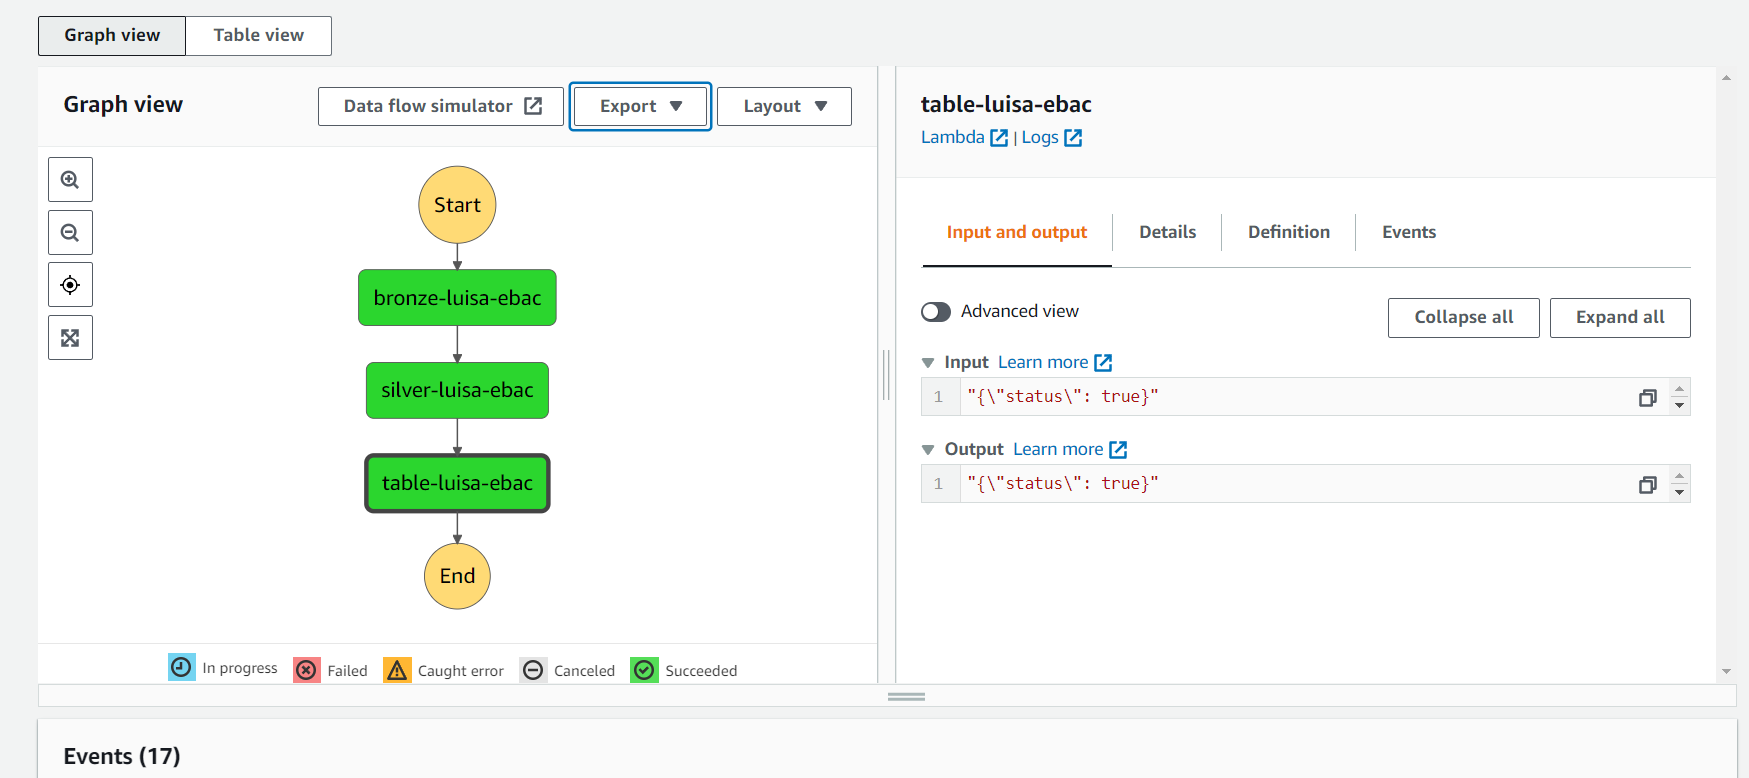 Graph view Table view
Graph view
Data flow simulator Export Layout
Start
bronze-luisa-ebac
silver-luisa-ebac
table-luisa-ebac
End
In progress Failed Caught error Canceled Succeeded
table-luisa-ebac
Lambda | Logs
Input and output Details Definition Events
Advanced view
Collapse all Expand all
Input Learn more
1 "{\"status\": true}"
Output Learn more
1 "{\"status\": true}"
Events (17)